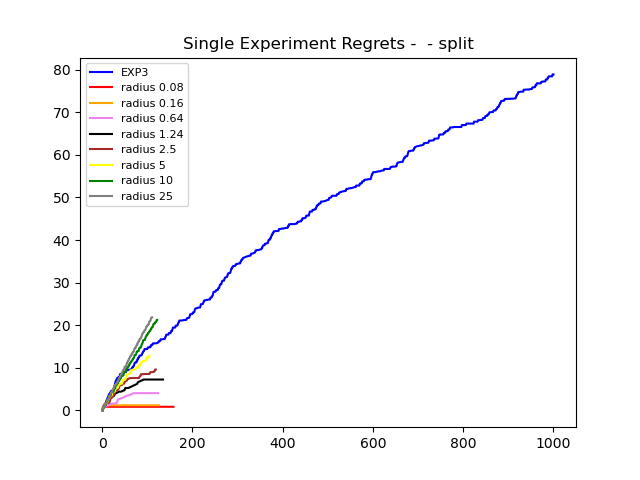 Single Experiment Regrets -  - split
EXP3
radius 0.08
radius 0.16
radius 0.64
radius 1.24
radius 2.5
radius 5
radius 10
radius 25
80
70
60
50
40
30
20
10
0
0 200 400 600 800 1000